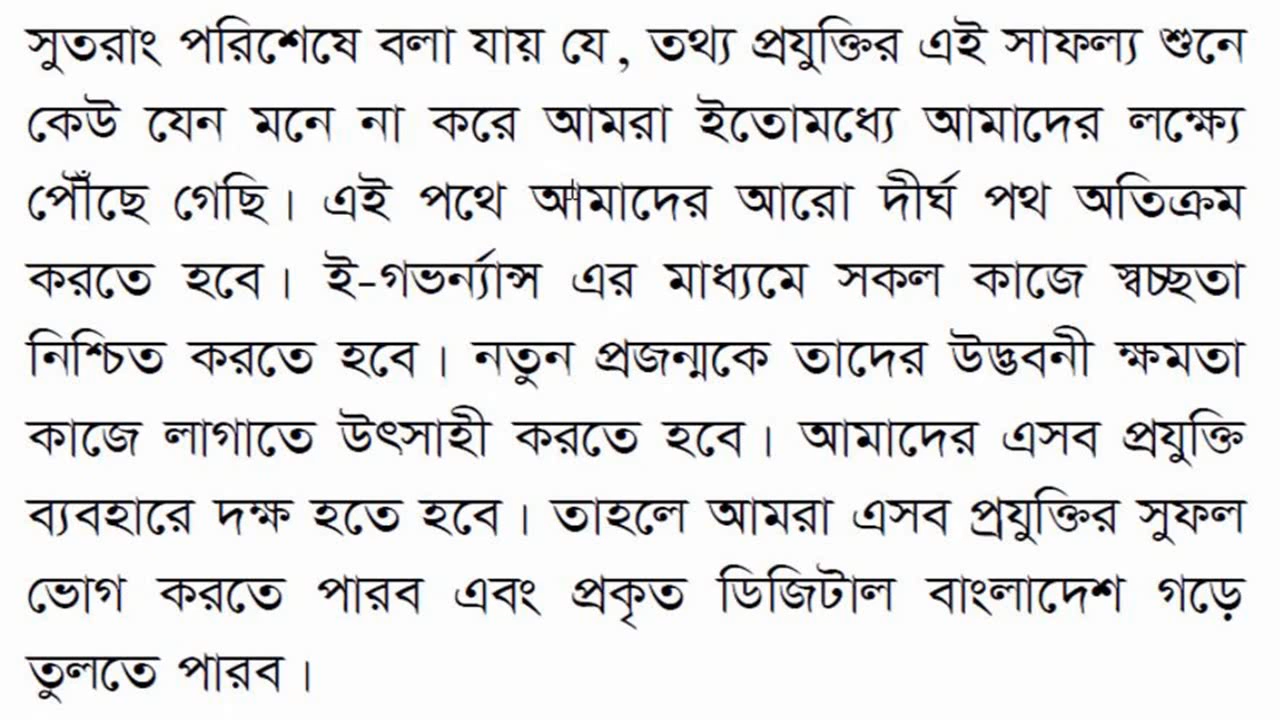 সুতরাং পরিশেষে বলা যায় যে, তথ্য প্রযুক্তির এই সাফল্য শুনে
কেউ যেন মনে না করে আমরা ইতোমধ্যে আমাদের লক্ষ্যে
পৌঁছে গেছি। এই পথে আমাদের আরো দীর্ঘ পথ অতিক্রম
করতে হবে। ই-গভর্ন্যান্স এর মাধ্যমে সকল কাজে স্বচ্ছতা
নিশ্চিত করতে হবে। নতুন প্রজন্মকে তাদের উদ্ভবনী ক্ষমতা
কাজে লাগাতে উৎসাহী করতে হবে। আমাদের এসব প্রযুক্তি
ব্যবহারে দক্ষ হতে হবে। তাহলে আমরা এসব প্রযুক্তির সুফল
ভোগ করতে পারব এবং প্রকৃত ডিজিটাল বাংলাদেশ গড়ে
তুলতে পারব।